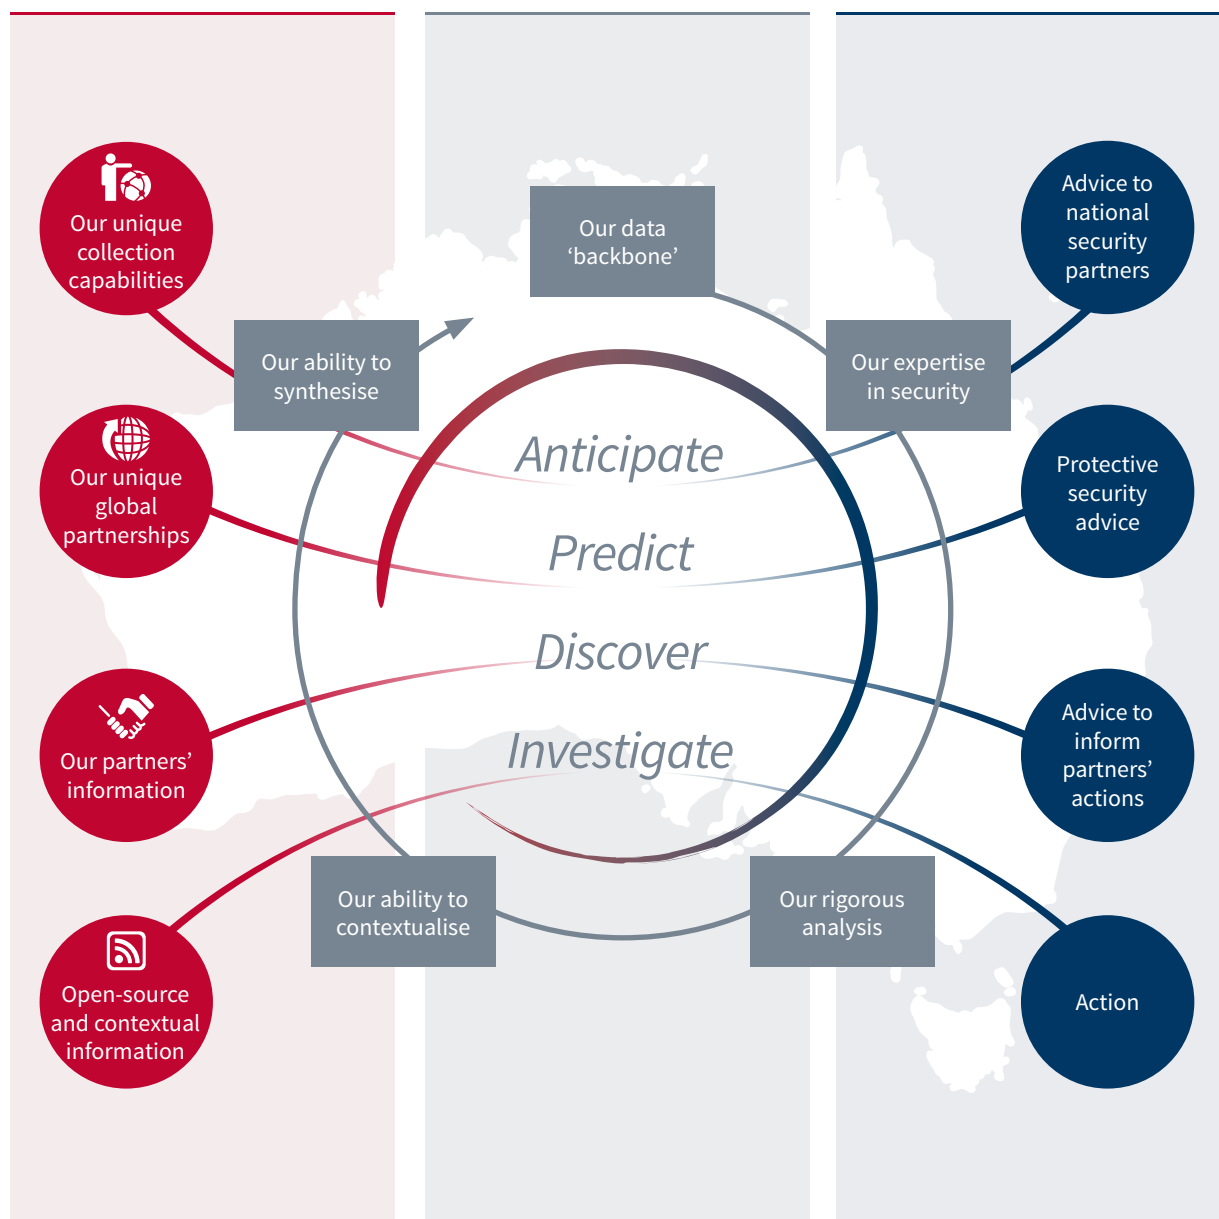 Our unique
collection
capabilities
Our unique
global
partnerships
Our partners’
information
Open-source
and contextual
information
Our data
‘backbone’
Our ability to
synthesise
Our expertise
in security
Anticipate
Predict
Discover
Investigate
Our ability to
contextualise
Our rigorous
analysis
Advice to
national
security
partners
Protective
security
advice
Advice to
inform
partners’
actions
Action